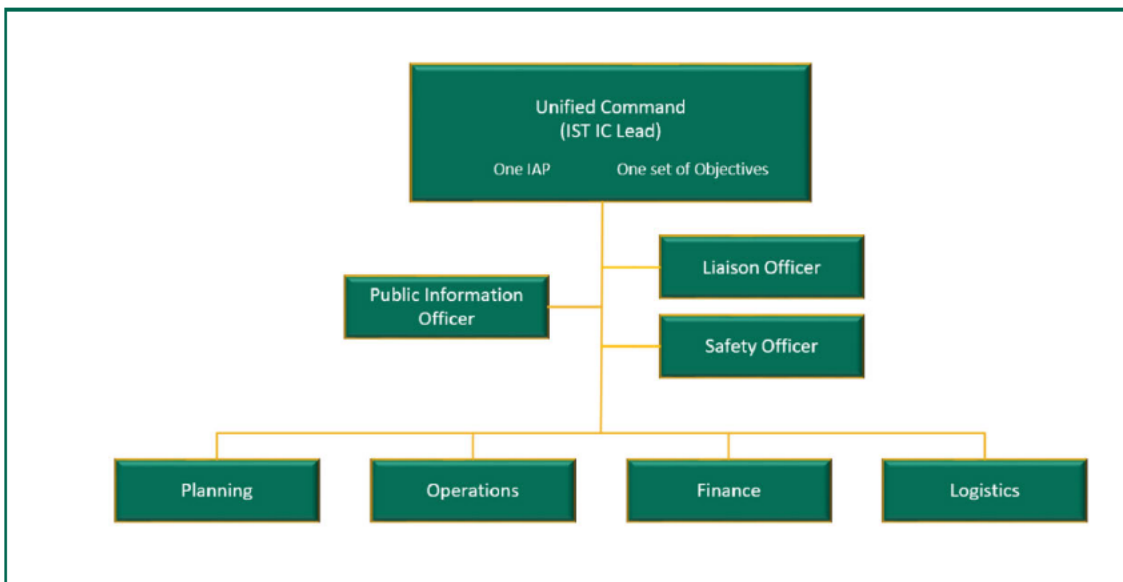 Unified Command
(IST IC Lead)
One IAP One set of Objectives
Liaison Officer
Public Information
Officer
Safety Officer
Planning Operations Finance Logistics